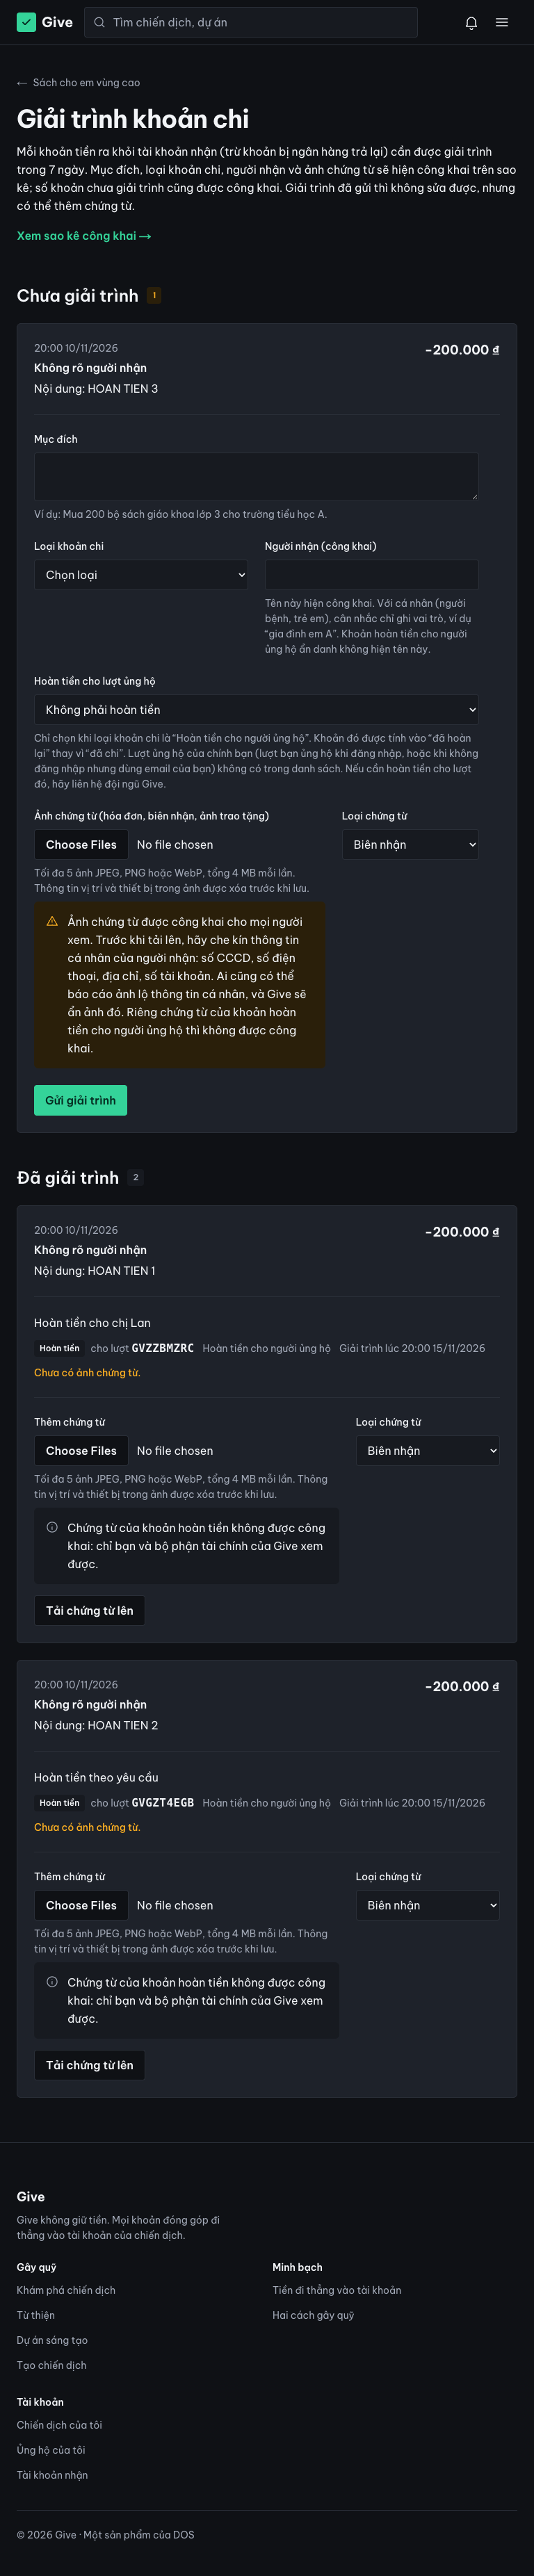 Give
Tìm chiến dịch, dự án
← Sách cho em vùng cao
Giải trình khoản chi
Mỗi khoản tiền ra khỏi tài khoản nhận (trừ khoản bị ngân hàng trả lại) cần được giải trình
trong 7 ngày. Mục đích, loại khoản chi, người nhận và ảnh chứng từ sẽ hiện công khai trên sao
kê; số khoản chưa giải trình cũng được công khai. Giải trình đã gửi thì không sửa được, nhưng
có thể thêm chứng từ.
Xem sao kê công khai →
Chưa giải trình 1
20:00 10/11/2026
-200.000 ₫
Không rõ người nhận
Nội dung: HOAN TIEN 3
Mục đích
Ví dụ: Mua 200 bộ sách giáo khoa lớp 3 cho trường tiểu học A.
Loại khoản chi
Chọn loại
Người nhận (công khai)
Tên này hiện công khai. Với cá nhân (người
bệnh, trẻ em), cân nhắc chỉ ghi vai trò, ví dụ
“gia đình em A”. Khoản hoàn tiền cho người
ủng hộ ẩn danh không hiện tên này.
Hoàn tiền cho lượt ủng hộ
Không phải hoàn tiền
Chỉ chọn khi loại khoản chi là “Hoàn tiền cho người ủng hộ”. Khoản đó được tính vào “đã hoàn
lại” thay vì “đã chi”. Lượt ủng hộ của chính bạn (lượt bạn ủng hộ khi đăng nhập, hoặc khi không
đăng nhập nhưng dùng email của bạn) không có trong danh sách. Nếu cần hoàn tiền cho lượt
đó, hãy liên hệ đội ngũ Give.
Ảnh chứng từ (hóa đơn, biên nhận, ảnh trao tặng)
Choose Files No file chosen
Tối đa 5 ảnh JPEG, PNG hoặc WebP, tổng 4 MB mỗi lần.
Thông tin vị trí và thiết bị trong ảnh được xóa trước khi lưu.
Loại chứng từ
Biên nhận
Ảnh chứng từ được công khai cho mọi người
xem. Trước khi tải lên, hãy che kín thông tin
cá nhân của người nhận: số CCCD, số điện
thoại, địa chỉ, số tài khoản. Ai cũng có thể
báo cáo ảnh lộ thông tin cá nhân, và Give sẽ
ẩn ảnh đó. Riêng chứng từ của khoản hoàn
tiền cho người ủng hộ thì không được công
khai.
Gửi giải trình
Đã giải trình 2
20:00 10/11/2026
-200.000 ₫
Không rõ người nhận
Nội dung: HOAN TIEN 1
Hoàn tiền cho chị Lan
Hoàn tiền cho lượt GVZZBMZRC Hoàn tiền cho người ủng hộ Giải trình lúc 20:00 15/11/2026
Chưa có ảnh chứng từ.
Thêm chứng từ
Choose Files No file chosen
Tối đa 5 ảnh JPEG, PNG hoặc WebP, tổng 4 MB mỗi lần. Thông
tin vị trí và thiết bị trong ảnh được xóa trước khi lưu.
Loại chứng từ
Biên nhận
Chứng từ của khoản hoàn tiền không được công
khai: chỉ bạn và bộ phận tài chính của Give xem
được.
Tải chứng từ lên
20:00 10/11/2026
-200.000 ₫
Không rõ người nhận
Nội dung: HOAN TIEN 2
Hoàn tiền theo yêu cầu
Hoàn tiền cho lượt GVGZT4EGB Hoàn tiền cho người ủng hộ Giải trình lúc 20:00 15/11/2026
Chưa có ảnh chứng từ.
Thêm chứng từ
Choose Files No file chosen
Tối đa 5 ảnh JPEG, PNG hoặc WebP, tổng 4 MB mỗi lần. Thông
tin vị trí và thiết bị trong ảnh được xóa trước khi lưu.
Loại chứng từ
Biên nhận
Chứng từ của khoản hoàn tiền không được công
khai: chỉ bạn và bộ phận tài chính của Give xem
được.
Tải chứng từ lên
Give
Give không giữ tiền. Mọi khoản đóng góp đi
thẳng vào tài khoản của chiến dịch.
Gây quỹ
Khám phá chiến dịch
Từ thiện
Dự án sáng tạo
Tạo chiến dịch
Minh bạch
Tiền đi thẳng vào tài khoản
Hai cách gây quỹ
Tài khoản
Chiến dịch của tôi
Ủng hộ của tôi
Tài khoản nhận
© 2026 Give · Một sản phẩm của DOS